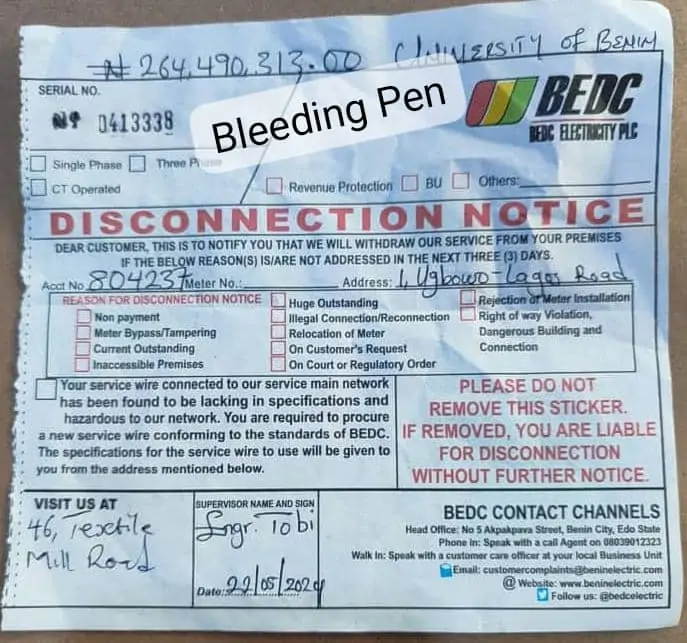 ₦ 264,490,313.00 UNIVERSITY OF BENIN
SERIAL NO.
Nº 0413338
Bleeding Pen
BEDC
BEDC ELECTRICITY PLC
Single Phase Three Phase
CT Operated
Revenue Protection BU Others:
DISCONNECTION NOTICE
DEAR CUSTOMER, THIS IS TO NOTIFY YOU THAT WE WILL WITHDRAW OUR SERVICE FROM YOUR PREMISES
IF THE BELOW REASON(S) IS/ARE NOT ADDRESSED IN THE NEXT THREE (3) DAYS.
Acct No 804237 Meter No.: Address: 1, Ugbowo-Lagos Road
REASON FOR DISCONNECTION NOTICE
Non payment
Meter Bypass/Tampering
Current Outstanding
Inaccessible Premises
Huge Outstanding
Illegal Connection/Reconnection
Relocation of Meter
On Customer's Request
On Court or Regulatory Order
Rejection of Meter Installation
Right of way Violation,
Dangerous Building and
Connection
Your service wire connected to our service main network
has been found to be lacking in specifications and
hazardous to our network. You are required to procure
a new service wire conforming to the standards of BEDC.
The specifications for the service wire to use will be given to
you from the address mentioned below.
PLEASE DO NOT
REMOVE THIS STICKER.
IF REMOVED, YOU ARE LIABLE
FOR DISCONNECTION
WITHOUT FURTHER NOTICE.
VISIT US AT
46, Textile
Mill Road
SUPERVISOR NAME AND SIGN
Engr. Tobi
Date: 22/05/2024
BEDC CONTACT CHANNELS
Head Office: No 5 Akpakpava Street, Benin City, Edo State
Phone In: Speak with a call Agent on 08039012323
Walk In: Speak with a customer care officer at your local Business Unit
Email: customercomplaints@beninelectric.com
Website: www.beninelectric.com
Follow us: @bedcelectric